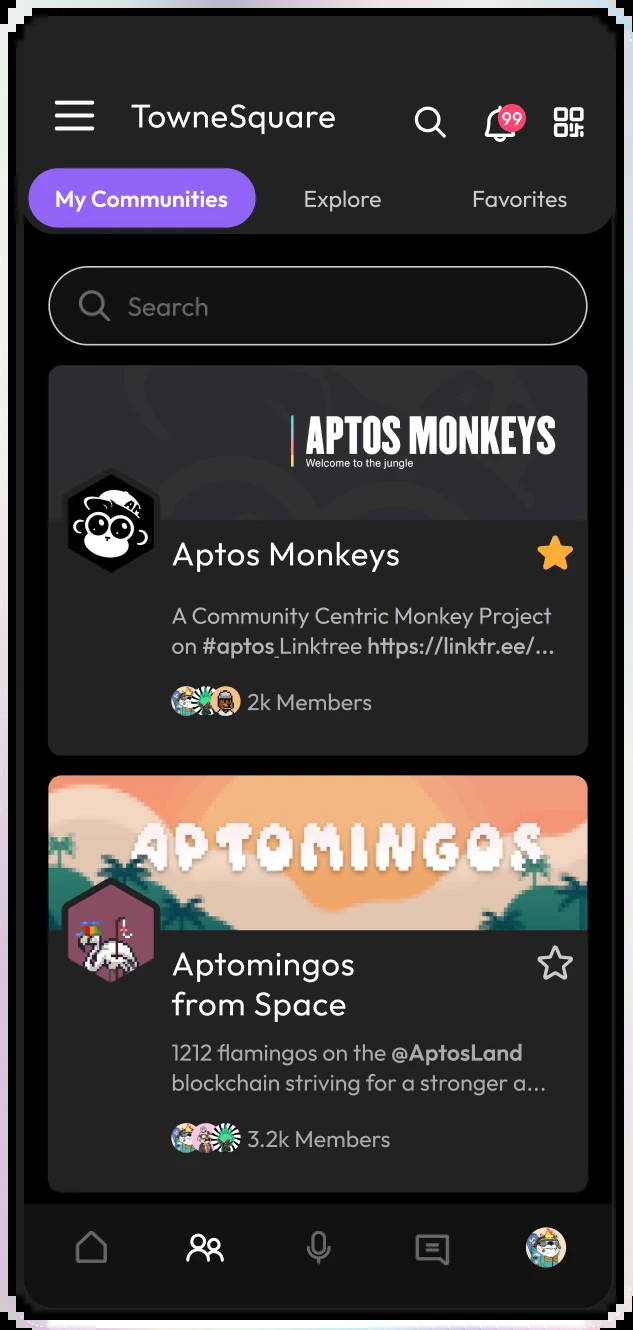 TowneSquare
99
My Communities
Explore
Favorites
Search
APTOS MONKEYS
Welcome to the jungle
Aptos Monkeys
A Community Centric Monkey Project
on #aptos Linktree https://linktr.ee/...
2k Members
APTOMINGOS
Aptomingos
from Space
1212 flamingos on the @AptosLand
blockchain striving for a stronger a...
3.2k Members